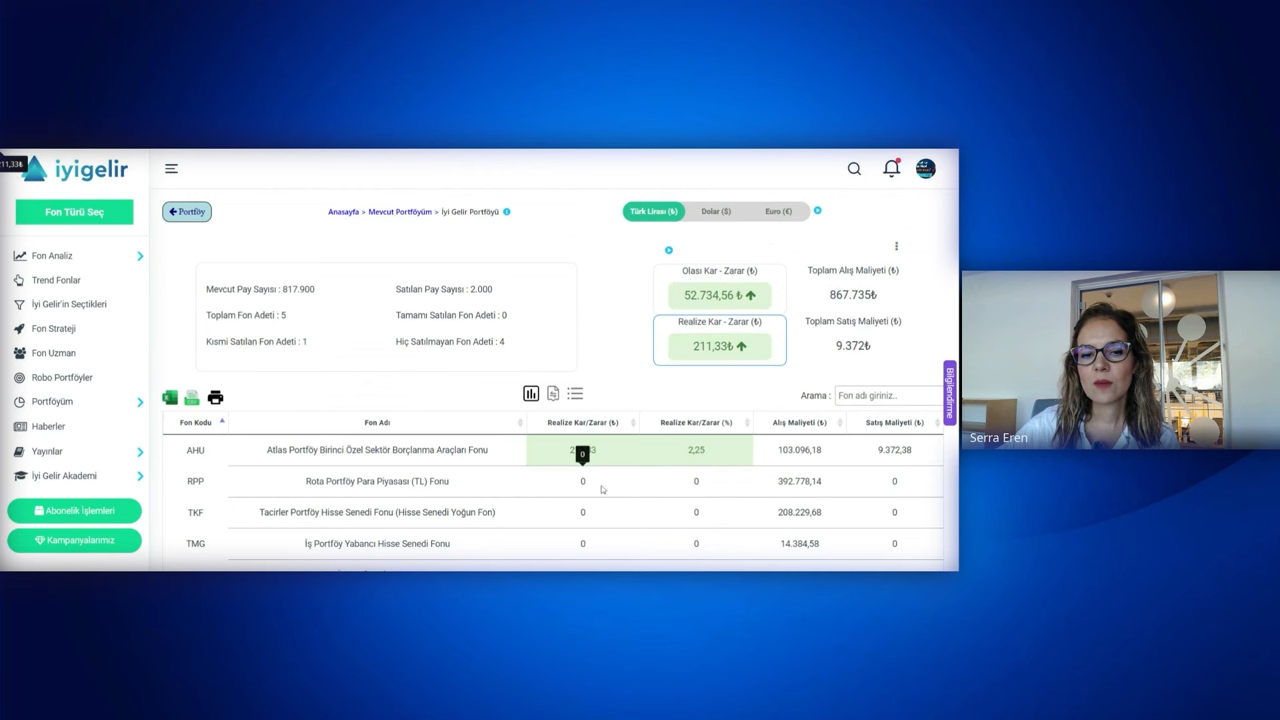 11,33₺
iyigelir
Fon Türü Seç
Fon Analiz
Trend Fonlar
İyi Gelir'in Seçtikleri
Fon Strateji
Fon Uzman
Robo Portföyler
Portföyüm
Haberler
Yayınlar
İyi Gelir Akademi
Abonelik İşlemleri
Kampanyalarımız
Portföy
Anasayfa > Mevcut Portföyüm > İyi Gelir Portföyü
Türk Lirası (₺) Dolar ($) Euro (€)
Mevcut Pay Sayısı : 817.900 Satılan Pay Sayısı : 2.000
Toplam Fon Adeti : 5 Tamamı Satılan Fon Adeti : 0
Kısmi Satılan Fon Adeti : 1 Hiç Satılmayan Fon Adeti : 4
Olası Kar - Zarar (₺) Toplam Alış Maliyeti (₺)
52.734,56 ₺ 867.735₺
Realize Kar - Zarar (₺) Toplam Satış Maliyeti (₺)
211,33₺ 9.372₺
Bilgilendirme
Arama : Fon adı giriniz..
Fon Kodu Fon Adı Realize Kar/Zarar (₺) Realize Kar/Zarar (%) Alış Maliyeti (₺) Satış Maliyeti (₺)
AHU Atlas Portföy Birinci Özel Sektör Borçlanma Araçları Fonu 2,25 103.096,18 9.372,38
0
RPP Rota Portföy Para Piyasası (TL) Fonu 0 0 392.778,14 0
TKF Tacirler Portföy Hisse Senedi Fonu (Hisse Senedi Yoğun Fon) 0 0 208.229,68 0
TMG İş Portföy Yabancı Hisse Senedi Fonu 0 0 14.384,58 0
Serra Eren